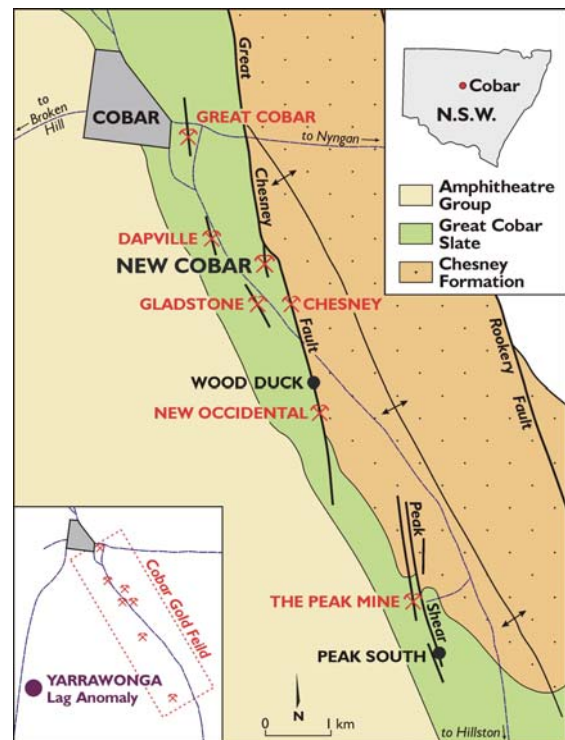 Great
Chesney
Fault
to
Broken
Hill
COBAR
GREAT COBAR
to Nyngan
DAPVILLE
NEW COBAR
GLADSTONE
CHESNEY
WOOD DUCK
NEW OCCIDENTAL
Rookery
Fault
Peak
Shear
THE PEAK MINE
PEAK SOUTH
to Hillston
N
0 1 km
Cobar
N.S.W.
Amphitheatre
Group
Great Cobar
Slate
Chesney
Formation
Cobar Gold Feild
YARRAWONGA
Lag Anomaly